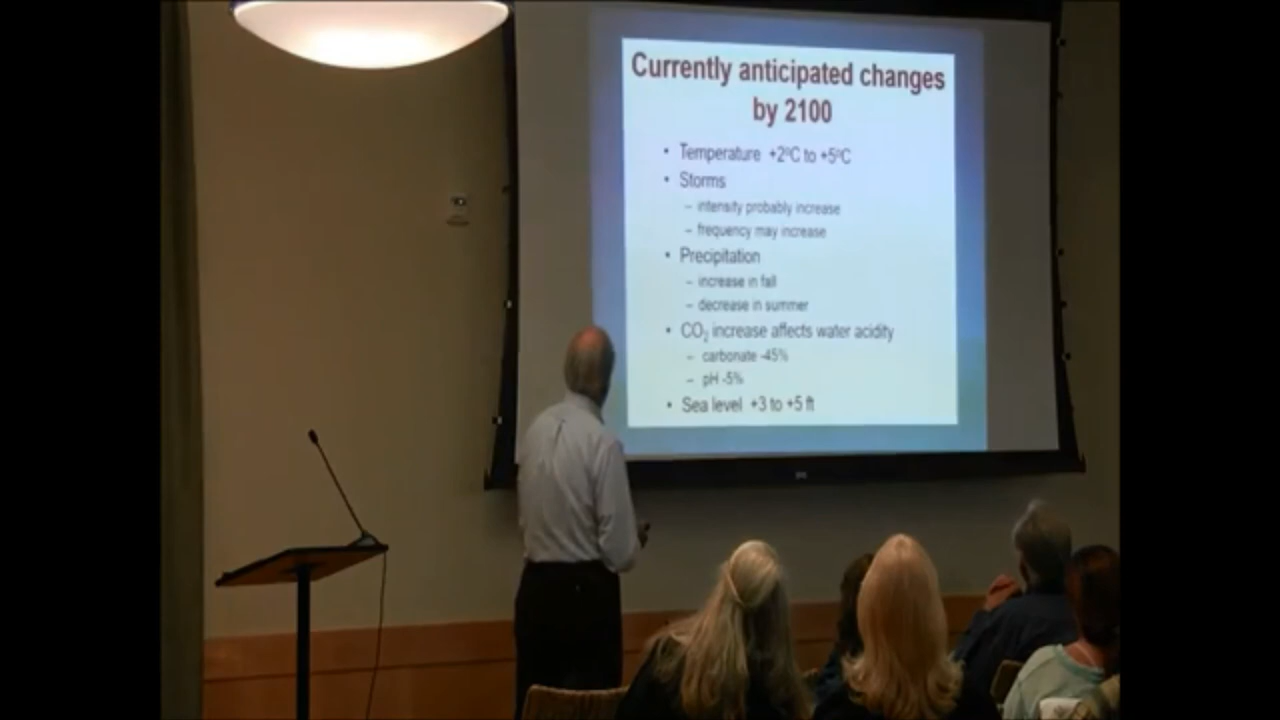 Currently anticipated changes
by 2100
• Temperature +2ºC to +5ºC
• Storms
– intensity probably increase
– frequency may increase
• Precipitation
– increase in fall
– decrease in summer
• CO₂ increase affects water acidity
– carbonate -45%
– pH -5%
• Sea level +3 to +5 ft